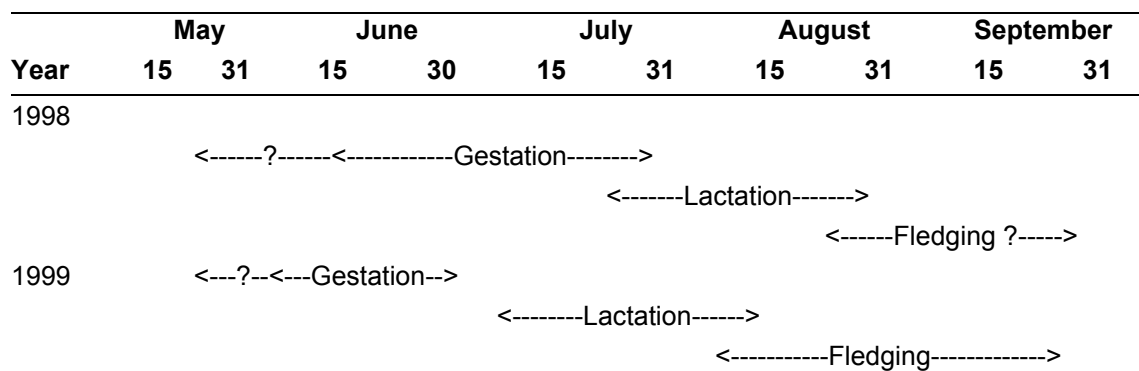 May June July August September
Year 15 31 15 30 15 31 15 31 15 31
1998
<------?------<------------Gestation-------->
<-------Lactation------->
<------Fledging ?----->
1999 <---?--<---Gestation-->
<--------Lactation------>
<-----------Fledging------------->